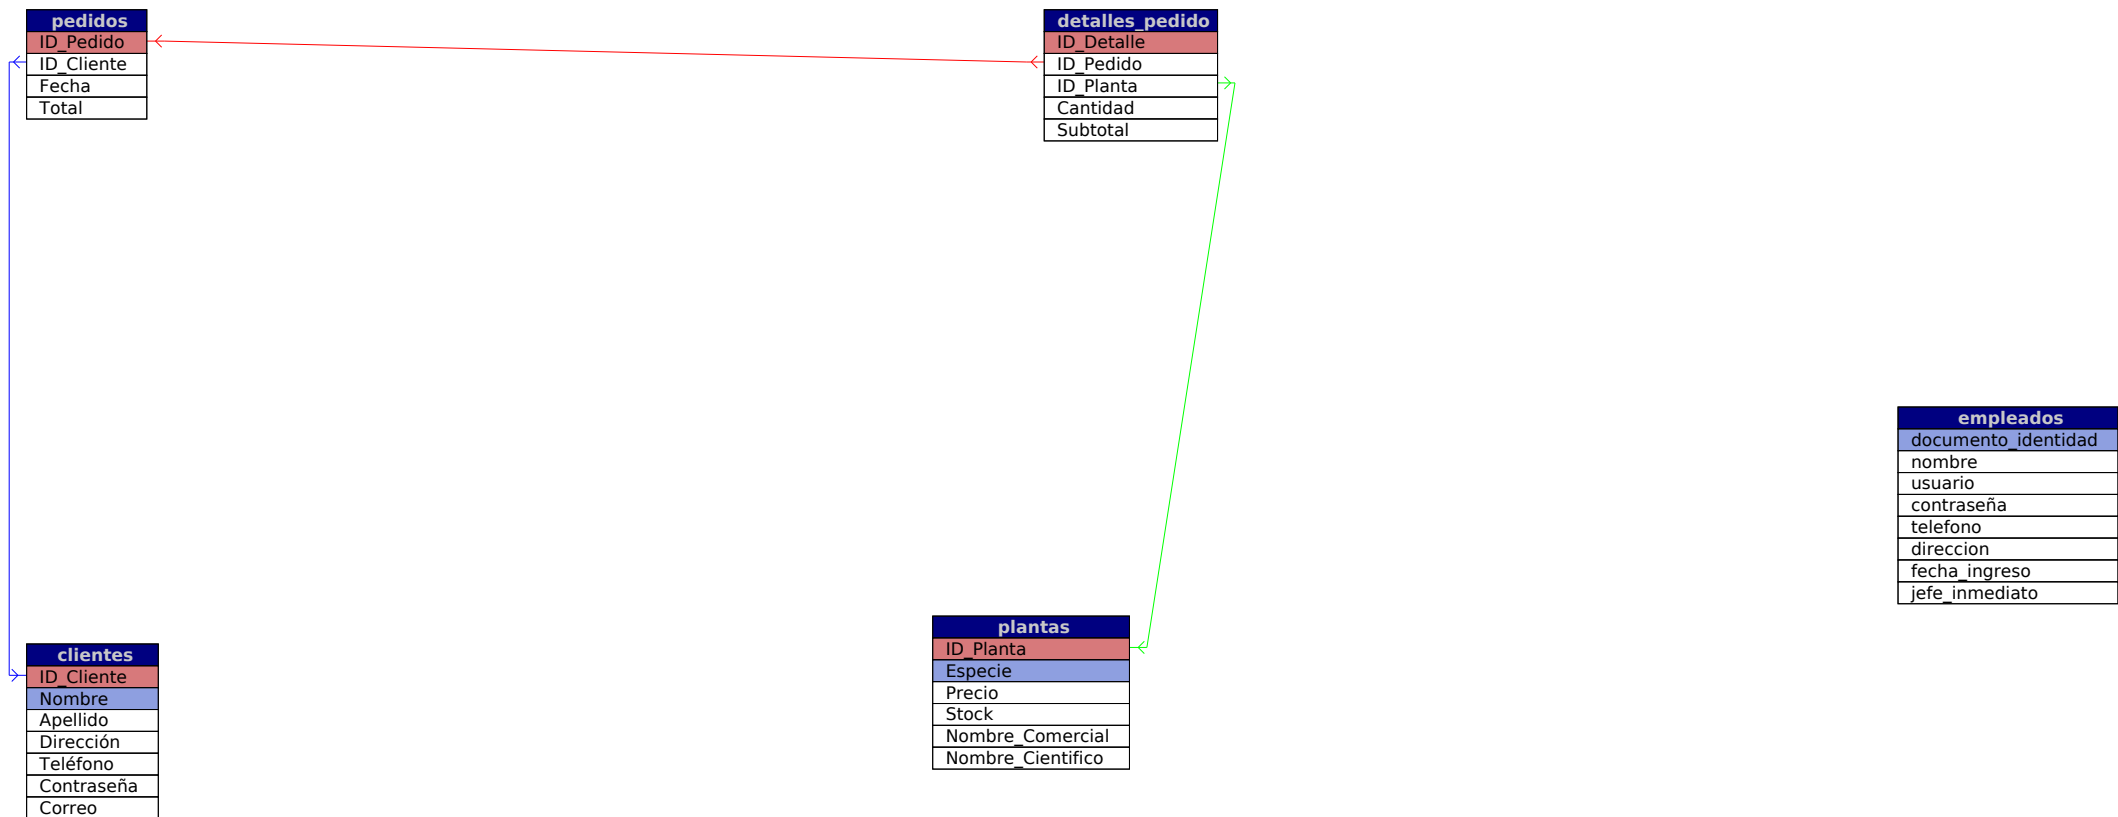 pedidos
ID_Pedido
ID_Cliente
Fecha
Total
detalles_pedido
ID_Detalle
ID_Pedido
ID_Planta
Cantidad
Subtotal
empleados
documento_identidad
nombre
usuario
contraseña
telefono
direccion
fecha_ingreso
jefe_inmediato
plantas
ID_Planta
Especie
Precio
Stock
Nombre_Comercial
Nombre_Cientifico
clientes
ID_Cliente
Nombre
Apellido
Dirección
Teléfono
Contraseña
Correo